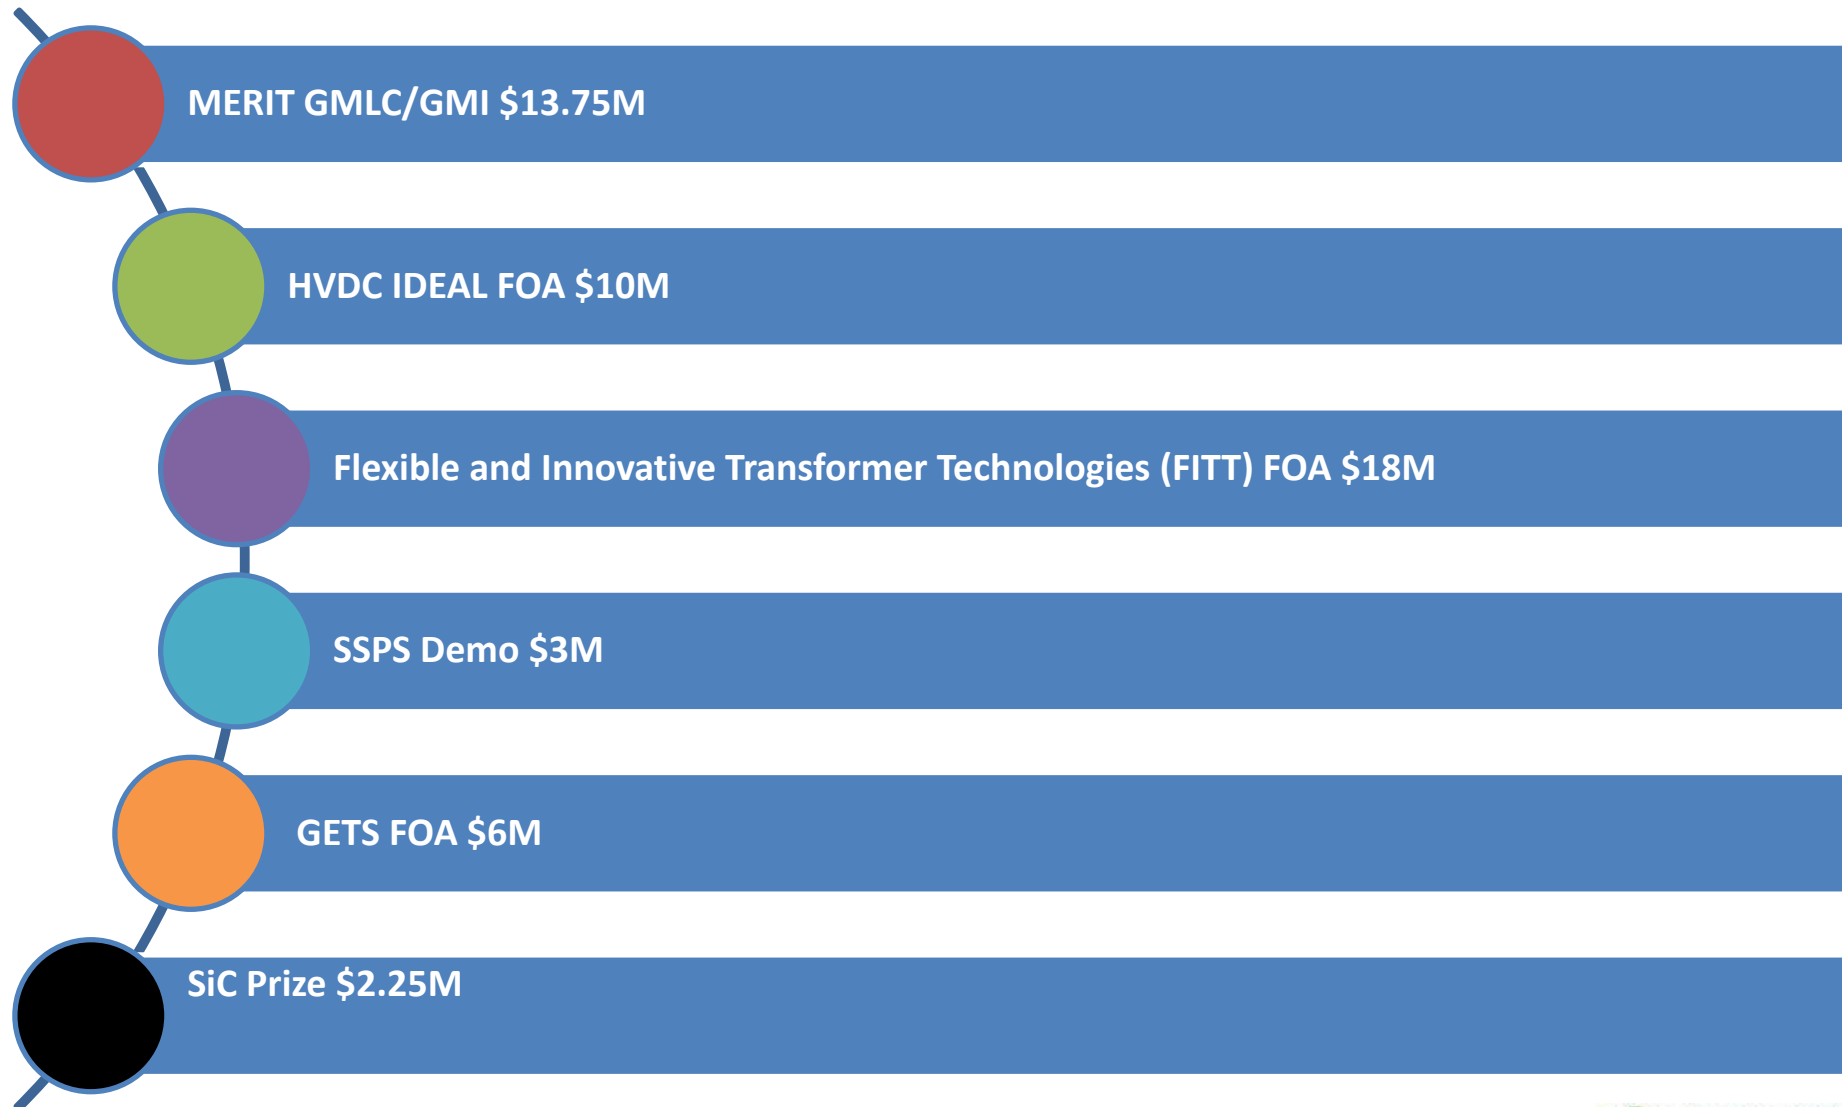 MERIT GMLC/GMI $13.75M
HVDC IDEAL FOA $10M
Flexible and Innovative Transformer Technologies (FITT) FOA $18M
SSPS Demo $3M
GETS FOA $6M
SiC Prize $2.25M